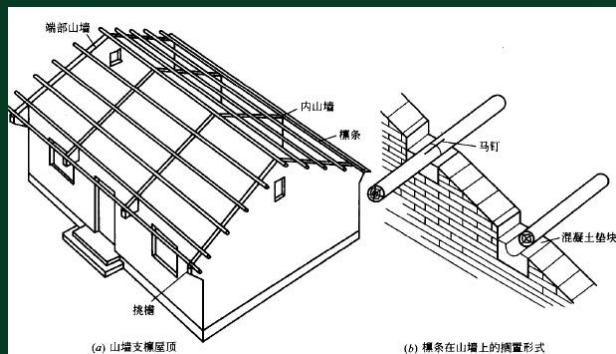 端部山墙
内山墙
檩条
挑檐
(a) 山墙支檩屋顶
马钉
混凝土垫块
(b) 檩条在山墙上的搁置形式